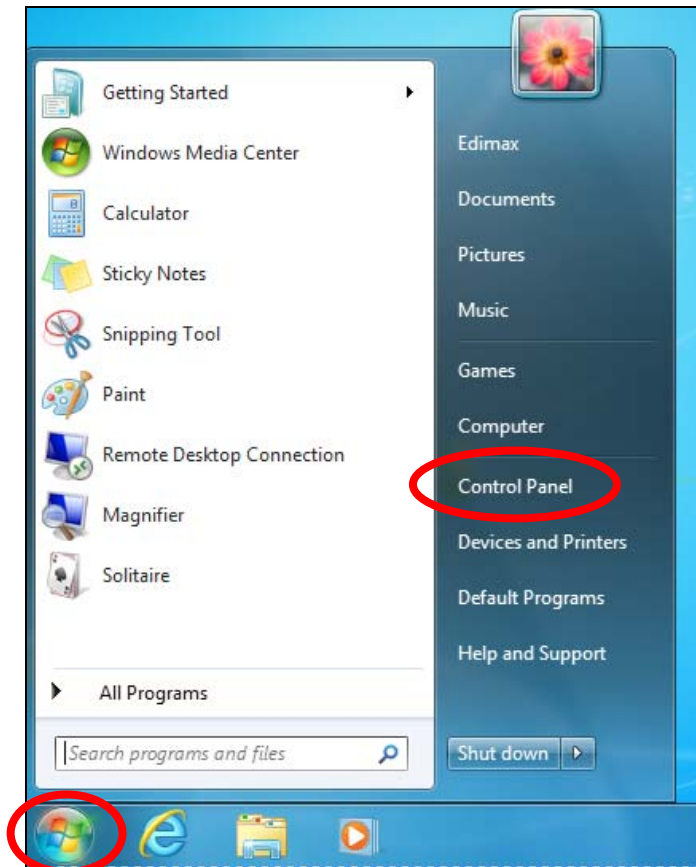 Getting Started
Windows Media Center
Calculator
Sticky Notes
Snipping Tool
Paint
Remote Desktop Connection
Magnifier
Solitaire
All Programs
Search programs and files
Edimax
Documents
Pictures
Music
Games
Computer
Control Panel
Devices and Printers
Default Programs
Help and Support
Shut down